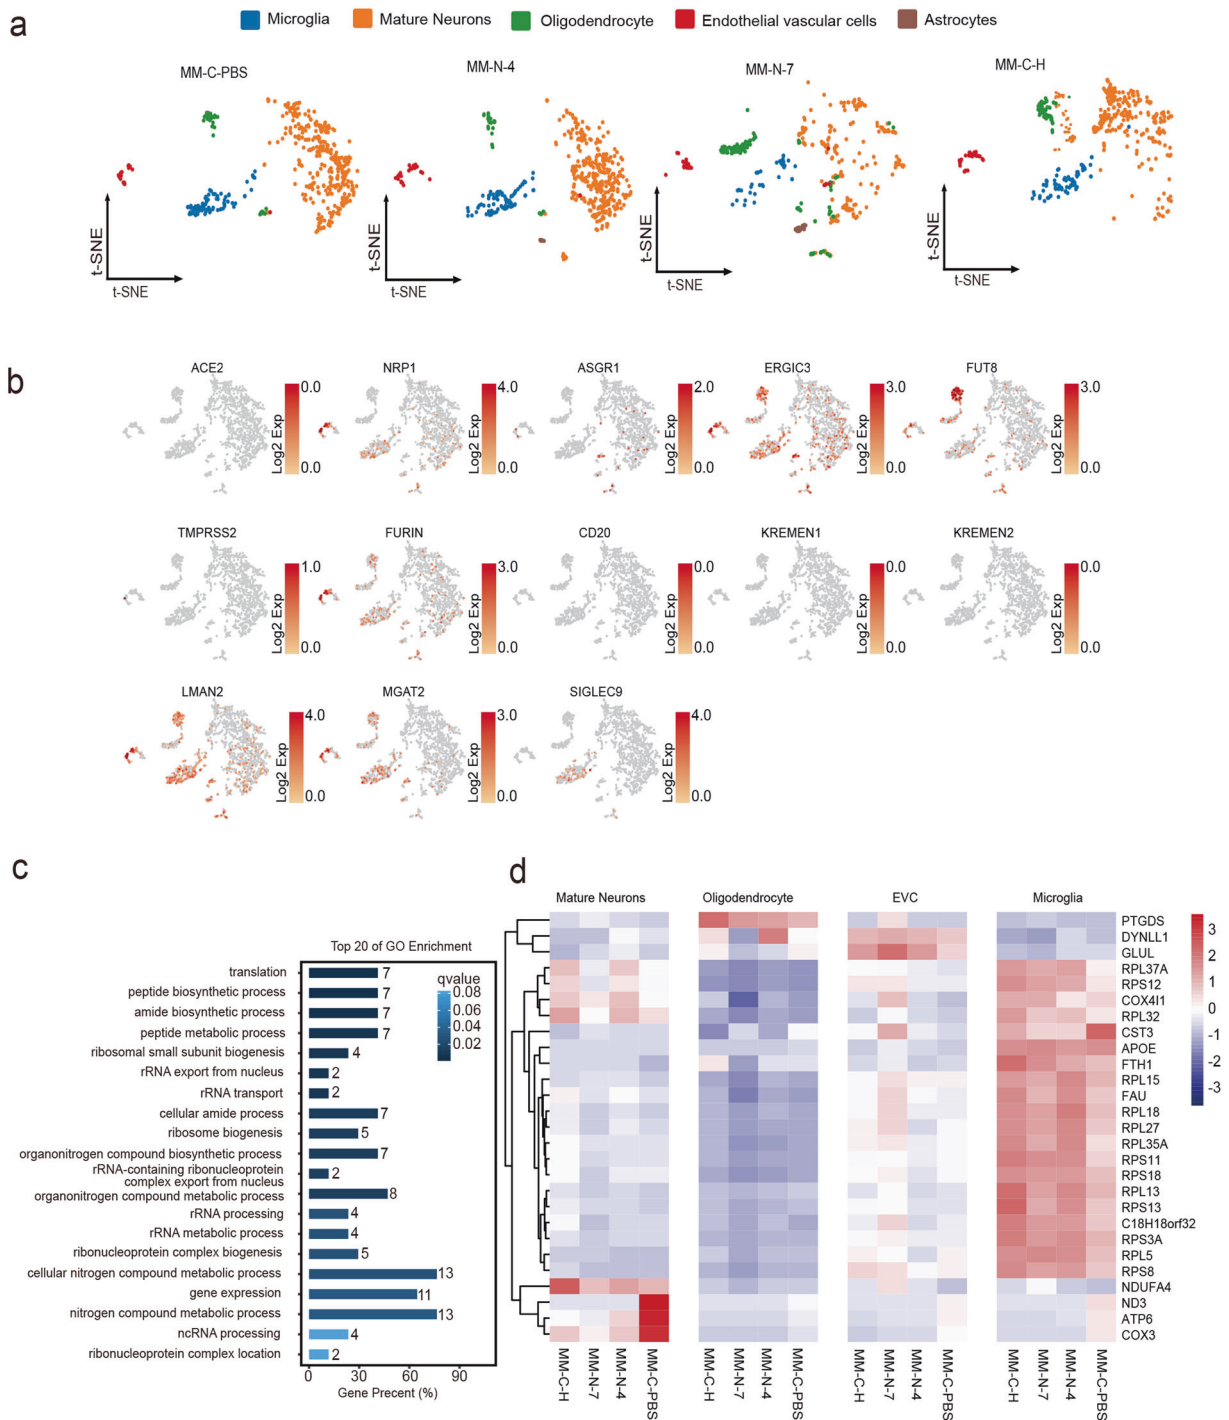 a
Microglia Mature Neurons Oligodendrocyte Endothelial vascular cells Astrocytes
MM-C-PBS MM-N-4 MM-N-7 MM-C-H
t-SNE t-SNE t-SNE t-SNE
t-SNE t-SNE t-SNE t-SNE
b
ACE2 NRP1 ASGR1 ERGIC3 FUT8
0.0 4.0 2.0 3.0 3.0
Log2 Exp Log2 Exp Log2 Exp Log2 Exp Log2 Exp
0.0 0.0 0.0 0.0 0.0
TMPRSS2 FURIN CD20 KREMEN1 KREMEN2
1.0 3.0 0.0 0.0 0.0
Log2 Exp Log2 Exp Log2 Exp Log2 Exp Log2 Exp
0.0 0.0 0.0 0.0 0.0
LMAN2 MGAT2 SIGLEC9
4.0 3.0 4.0
Log2 Exp Log2 Exp Log2 Exp
0.0 0.0 0.0
c
Top 20 of GO Enrichment
translation 7
peptide biosynthetic process 7
amide biosynthetic process 7
peptide metabolic process 7
ribosomal small subunit biogenesis 4
rRNA export from nucleus 2
rRNA transport 2
cellular amide process 7
ribosome biogenesis 5
organonitrogen compound biosynthetic process 7
rRNA-containing ribonucleoprotein
complex export from nucleus 2
organonitrogen compound metabolic process 8
rRNA processing 4
rRNA metabolic process 4
ribonucleoprotein complex biogenesis 5
cellular nitrogen compound metabolic process 13
gene expression 11
nitrogen compound metabolic process 13
ncRNA processing 4
ribonucleoprotein complex location 2
qvalue
0.08
0.06
0.04
0.02
0 30 60 90
Gene Precent (%)
d
Mature Neurons Oligodendrocyte EVC Microglia
PTGDS
DYNLL1
GLUL
RPL37A
RPS12
COX4I1
RPL32
CST3
APOE
FTH1
RPL15
FAU
RPL18
RPL27
RPL35A
RPS11
RPS18
RPL13
RPS13
C18H18orf32
RPS3A
RPL5
RPS8
NDUFA4
ND3
ATP6
COX3
3
2
1
0
-1
-2
-3
MM-C-H MM-N-7 MM-N-4 MM-C-PBS MM-C-H MM-N-7 MM-N-4 MM-C-PBS MM-C-H MM-N-7 MM-N-4 MM-C-PBS MM-C-H MM-N-7 MM-N-4 MM-C-PBS